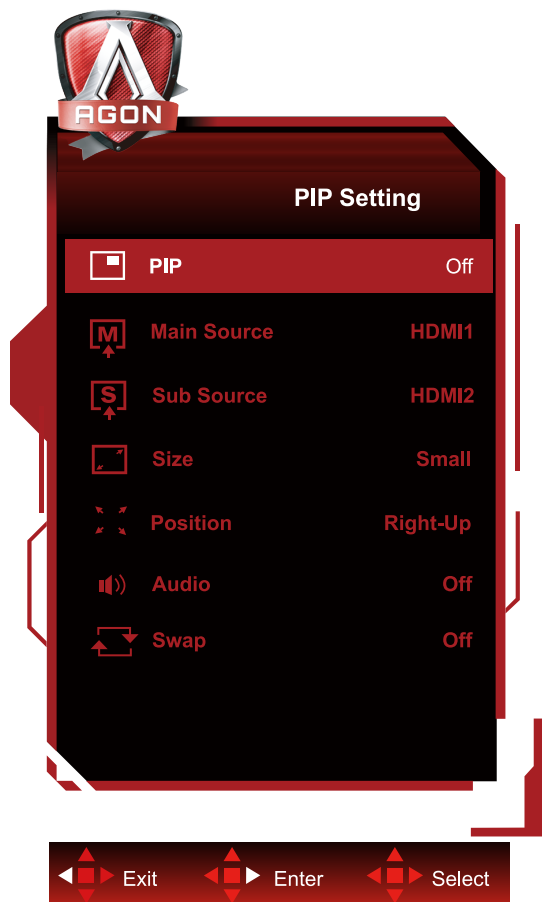 AGON
PIP Setting
PIP Off
M Main Source HDMI1
S Sub Source HDMI2
Size Small
Position Right-Up
Audio Off
Swap Off
Exit Enter Select